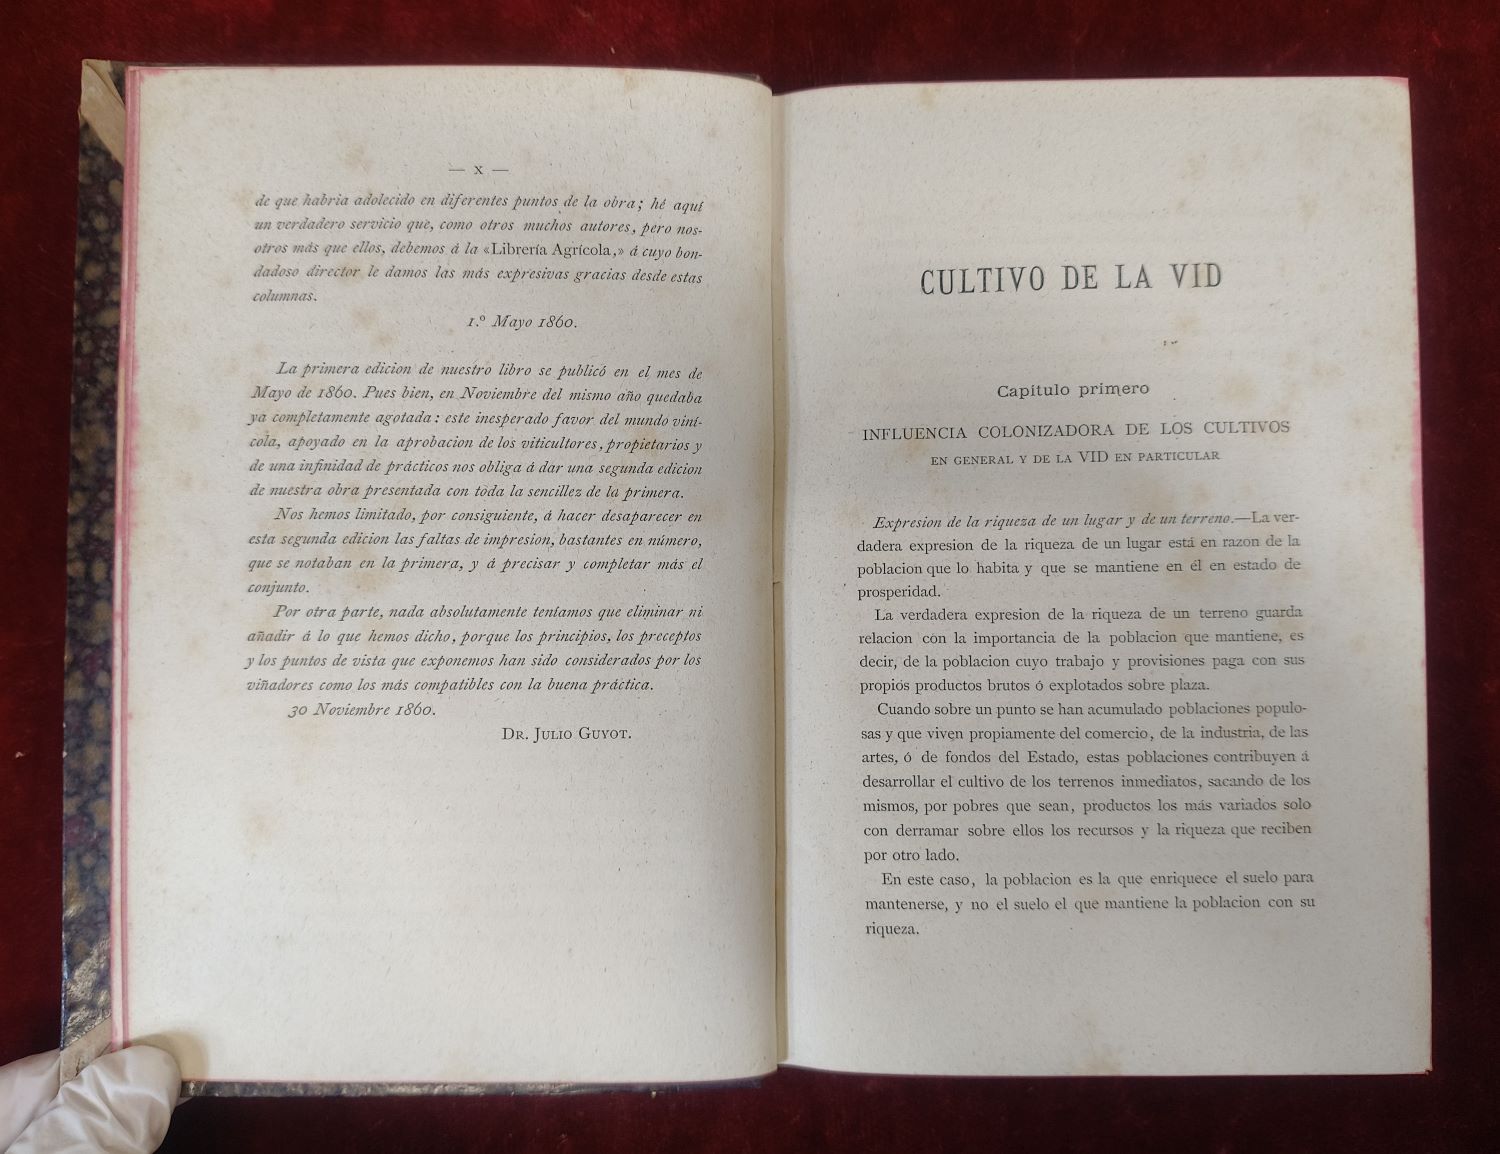 — X —
de que habria adolecido en diferentes puntos de la obra; hé aquí
un verdadero servicio que, como otros muchos autores, pero nos-
otros más que ellos, debemos á la «Librería Agrícola,» á cuyo bon-
dadoso director le damos las más expresivas gracias desde estas
columnas.
1.º Mayo 1860.
La primera edicion de nuestro libro se publicó en el mes de
Mayo de 1860. Pues bien, en Noviembre del mismo año quedaba
ya completamente agotada: este inesperado favor del mundo viní-
cola, apoyado en la aprobacion de los viticultores, propietarios y
de una infinidad de prácticos nos obliga á dar una segunda edicion
de nuestra obra presentada con toda la sencillez de la primera.
Nos hemos limitado, por consiguiente, á hacer desaparecer en
esta segunda edicion las faltas de impresion, bastantes en número,
que se notaban en la primera, y á precisar y completar más el
conjunto.
Por otra parte, nada absolutamente teníamos que eliminar ni
añadir á lo que hemos dicho, porque los principios, los preceptos
y los puntos de vista que exponemos han sido considerados por los
viñadores como los más compatibles con la buena práctica.
30 Noviembre 1860.
DR. JULIO GUYOT.
CULTIVO DE LA VID
Capítulo primero
INFLUENCIA COLONIZADORA DE LOS CULTIVOS
EN GENERAL Y DE LA VID EN PARTICULAR
Expresion de la riqueza de un lugar y de un terreno.—La ver-
dadera expresion de la riqueza de un lugar está en razon de la
poblacion que lo habita y que se mantiene en él en estado de
prosperidad.
La verdadera expresion de la riqueza de un terreno guarda
relacion con la importancia de la poblacion que mantiene, es
decir, de la poblacion cuyo trabajo y provisiones paga con sus
propios productos brutos ó explotados sobre plaza.
Cuando sobre un punto se han acumulado poblaciones populo-
sas y que viven propiamente del comercio, de la industria, de las
artes, ó de fondos del Estado, estas poblaciones contribuyen á
desarrollar el cultivo de los terrenos inmediatos, sacando de los
mismos, por pobres que sean, productos los más variados solo
con derramar sobre ellos los recursos y la riqueza que reciben
por otro lado.
En este caso, la poblacion es la que enriquece el suelo para
mantenerse, y no el suelo el que mantiene la poblacion con su
riqueza.